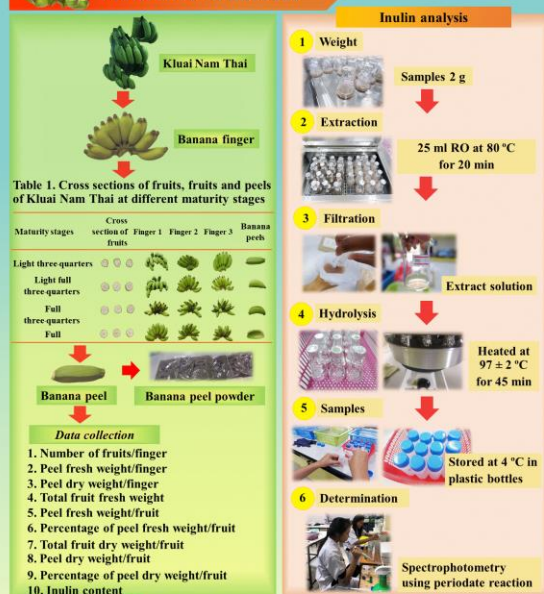 Kluai Nam Thai
Banana finger
Table 1. Cross sections of fruits, fruits and peels
of Kluai Nam Thai at different maturity stages
Maturity stages
Cross
section of
fruits
Finger 1
Finger 2
Finger 3
Banana
peels
Light three-quarters
Light full
three-quarters
Full
three-quarters
Full
Banana peel
Banana peel powder
Data collection
1. Number of fruits/finger
2. Peel fresh weight/finger
3. Peel dry weight/finger
4. Total fruit fresh weight
5. Peel fresh weight/fruit
6. Percentage of peel fresh weight/fruit
7. Total fruit dry weight/fruit
8. Peel dry weight/fruit
9. Percentage of peel dry weight/fruit
10. Inulin content
Inulin analysis
1 Weight
Samples 2 g
2 Extraction
25 ml RO at 80 °C
for 20 min
3 Filtration
Extract solution
4 Hydrolysis
Heated at
97 ± 2 °C
for 45 min
5 Samples
Stored at 4 °C in
plastic bottles
6 Determination
Spectrophotometry
using periodate reaction